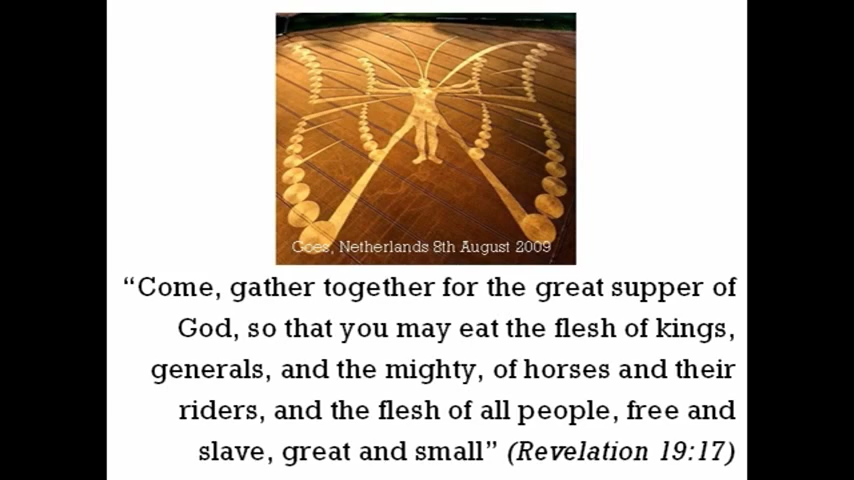 Goes, Netherlands 8th August 2009
“Come, gather together for the great supper of
God, so that you may eat the flesh of kings,
generals, and the mighty, of horses and their
riders, and the flesh of all people, free and
slave, great and small” (Revelation 19:17)